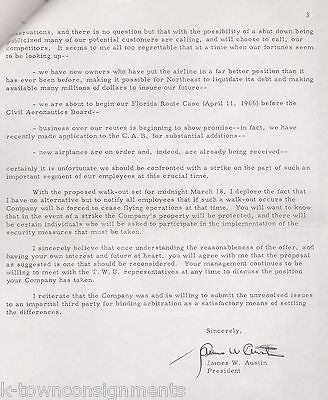 3
versations, and there is no question but that with the possibility of a shut down being
publicized many of our potential customers are calling, and will choose to call, our
competitors. It seems to me all too regrettable that at a time when our fortunes seem
to be looking up--
- we have new owners who have put the airline in a far better position than it
has ever been before, making it possible for Northeast to liquidate its debt and making
available many millions of dollars to insure our future--
- we are about to begin our Florida Route Case (April 11, 1966) before the
Civil Aeronautics Board--
- business over our routes is beginning to show promise--in fact, we have
recently made application to the C.A.B. for substantial additions--
- new airplanes are on order and, indeed, are already being received--
certainly it is unfortunate we should be confronted with a strike on the part of such an
important segment of our employees at this crucial time.
With the proposed walk-out set for midnight March 18, I deplore the fact that
I have no alternative but to notify all employees that if such a walk-out occurs the
Company will be forced to cease flying operations at that time. You will want to know
that in the event of a strike the Company's property will be protected, and there will
be certain individuals who will be asked to participate in the implementation of the
security measures that must be taken.
I sincerely believe that once understanding the reasonableness of the offer, and
having your own interest and future at heart, you will agree with me that the proposal
as suggested is one that should be reconsidered. Your management continues to be
willing to meet with the T.W.U. representatives at any time to discuss the position
your Company has taken.
I reiterate that the Company was and is willing to submit the unresolved issues
to an impartial third party for binding arbitration as a satisfactory means of settling
the differences.
Sincerely,
James W. Austin
James W. Austin
President
k-townconsignments